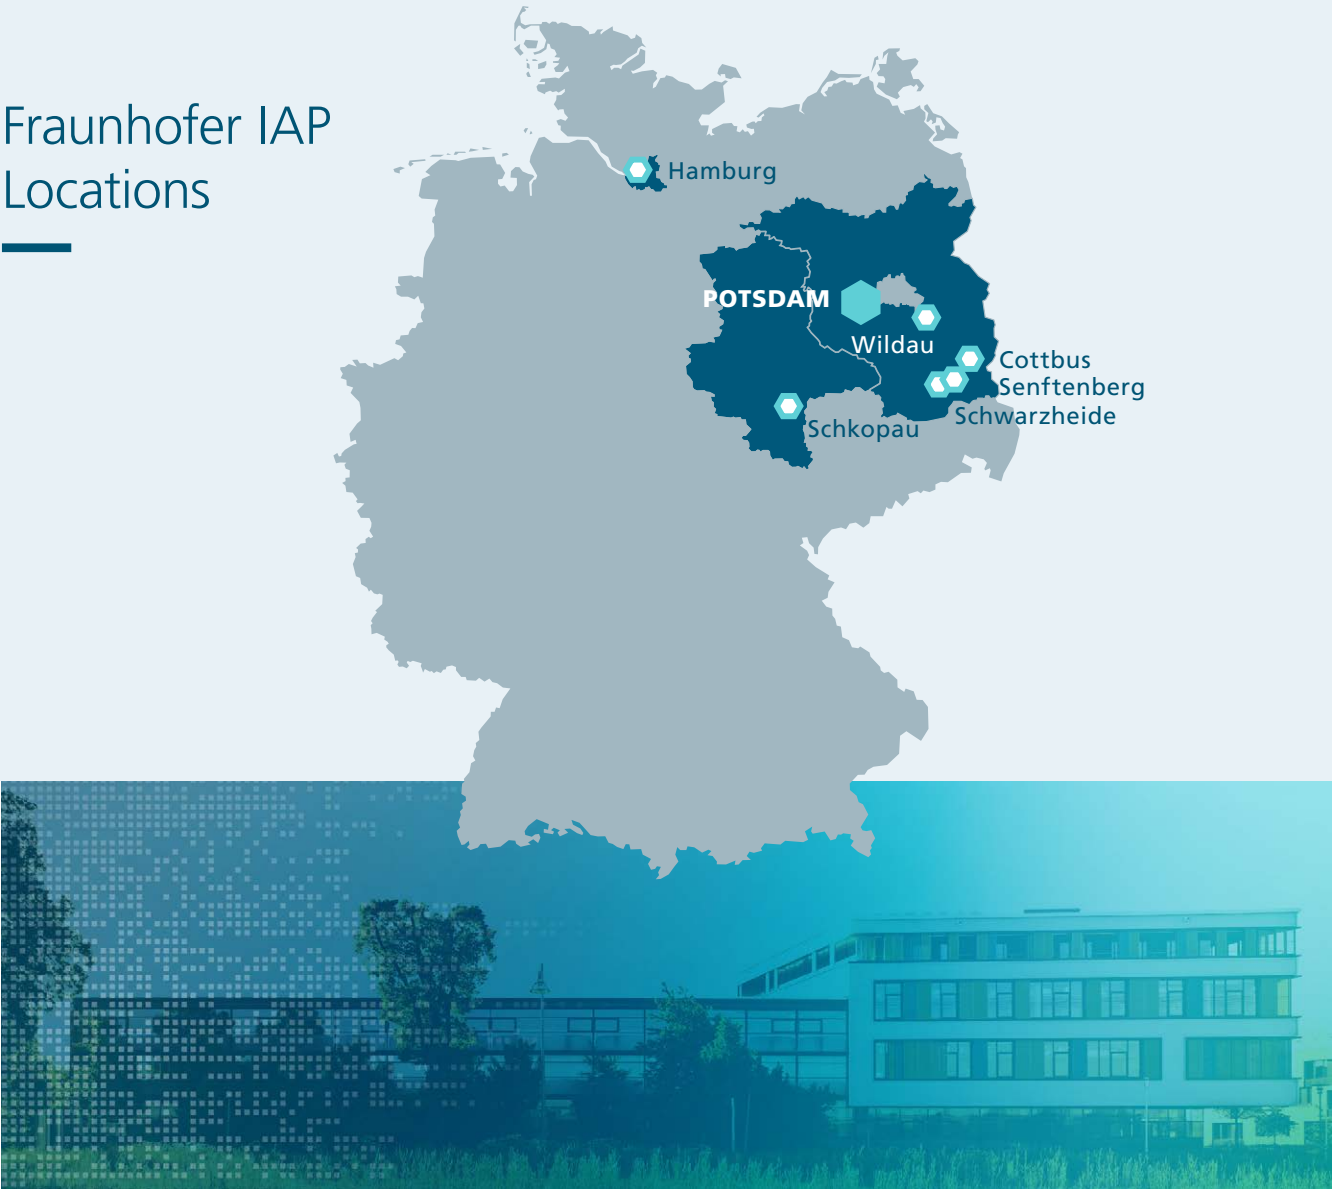 Fraunhofer IAP
Locations
Hamburg
POTSDAM
Wildau
Cottbus
Senftenberg
Schwarzheide
Schkopau